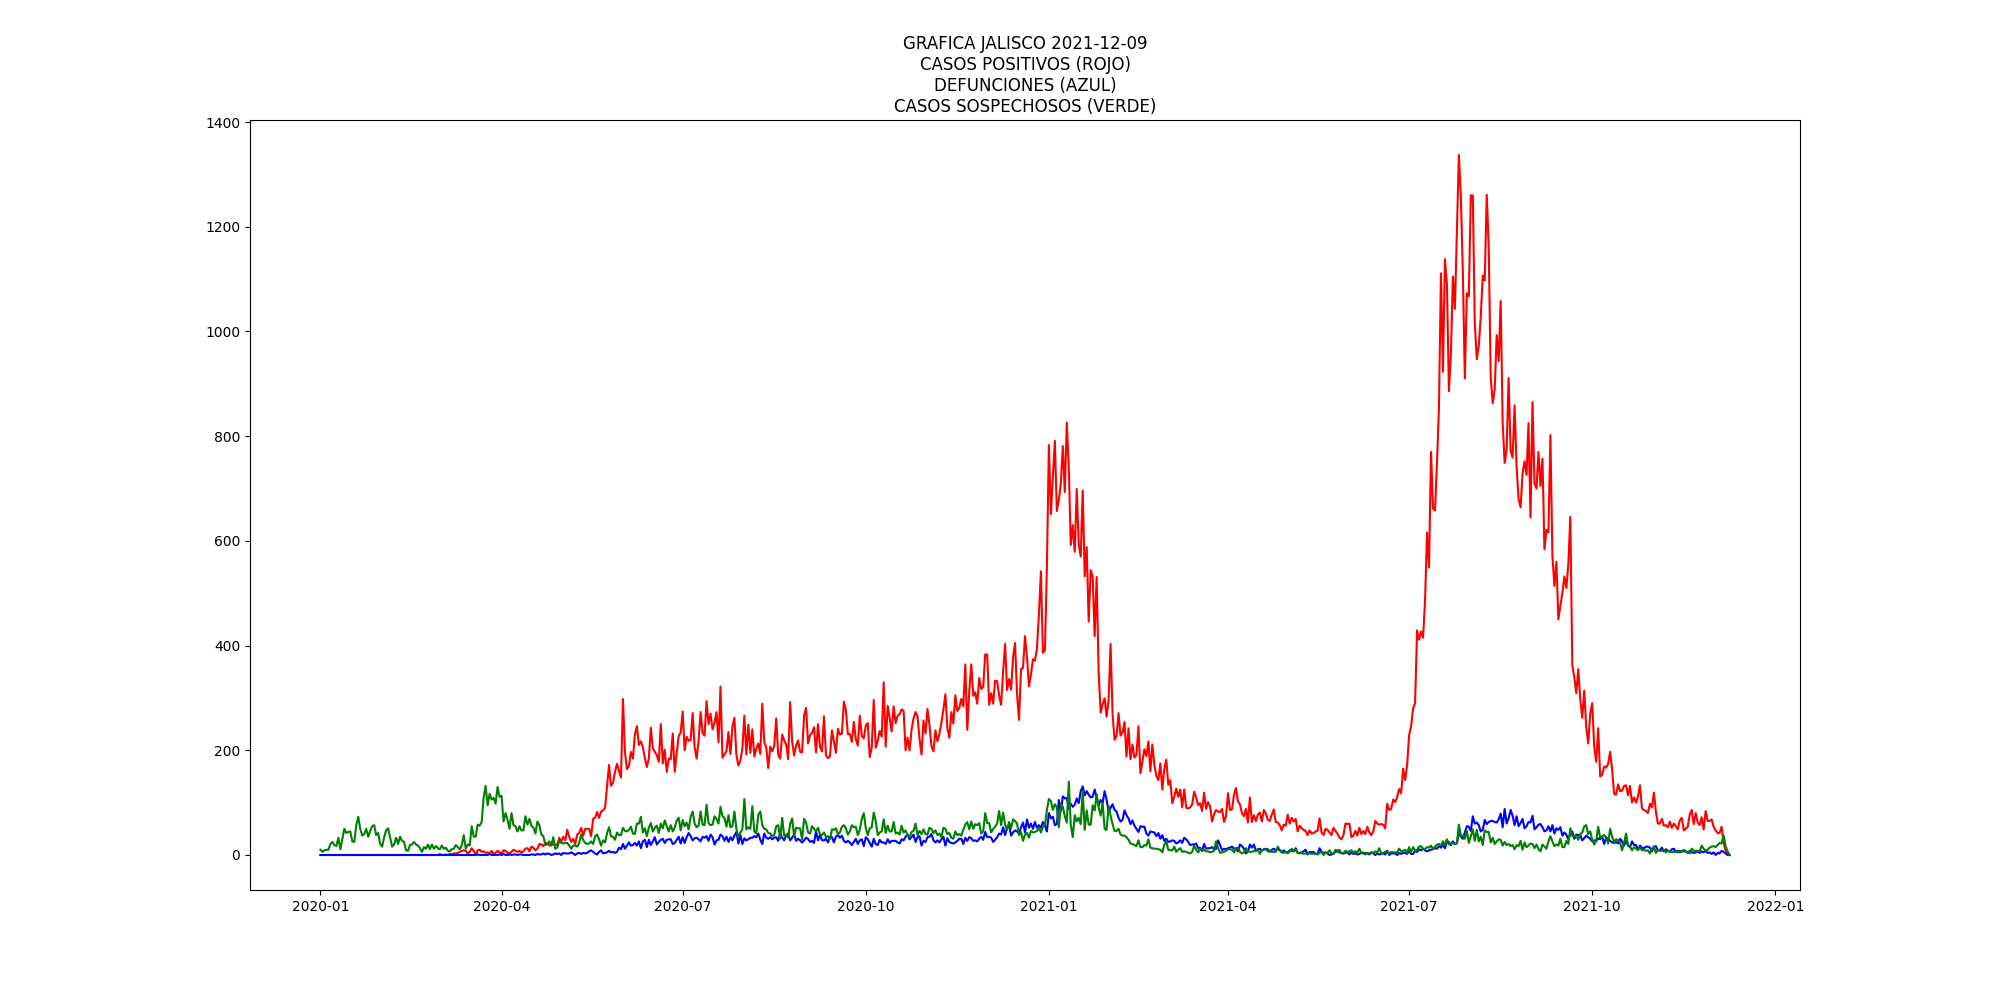 GRAFICA JALISCO 2021-12-09
CASOS POSITIVOS (ROJO)
DEFUNCIONES (AZUL)
CASOS SOSPECHOSOS (VERDE)
1400
1200
1000
800
600
400
200
0
2020-01 2020-04 2020-07 2020-10 2021-01 2021-04 2021-07 2021-10 2022-01